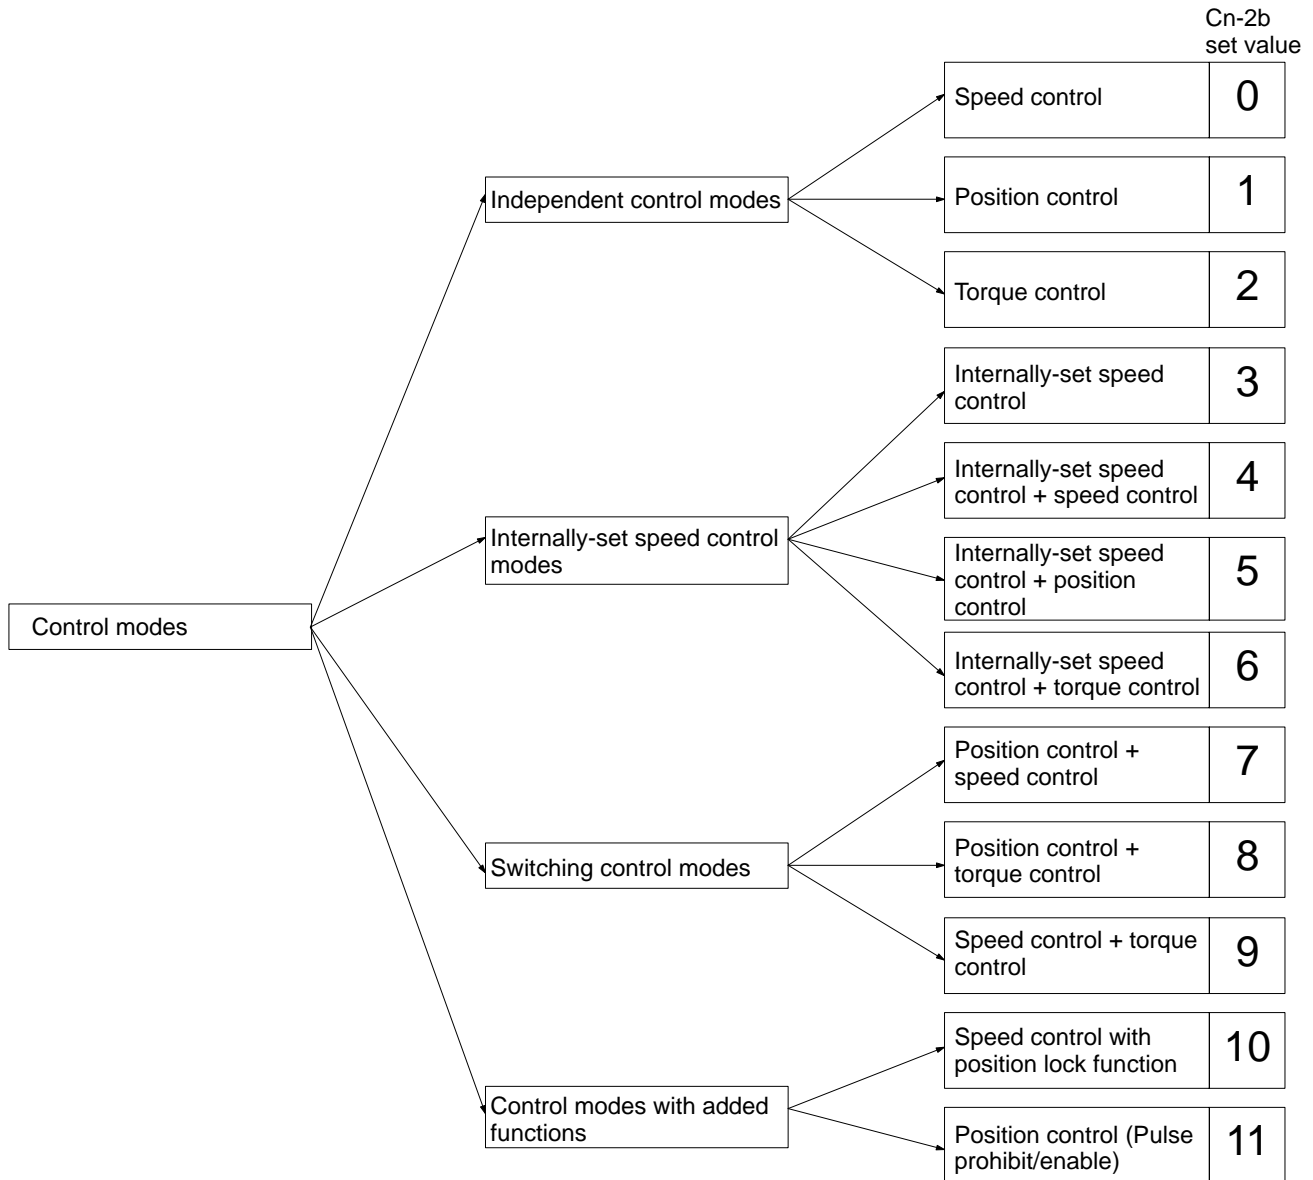 Cn-2b
set value
Speed control
0
Independent control modes
Position control
1
Torque control
2
Internally-set speed
control
3
Internally-set speed
control + speed control
4
Internally-set speed control
modes
Internally-set speed
control + position
control
5
Control modes
Internally-set speed
control + torque control
6
Position control +
speed control
7
Switching control modes
Position control +
torque control
8
Speed control + torque
control
9
Speed control with
position lock function
10
Control modes with added
functions
Position control (Pulse
prohibit/enable)
11